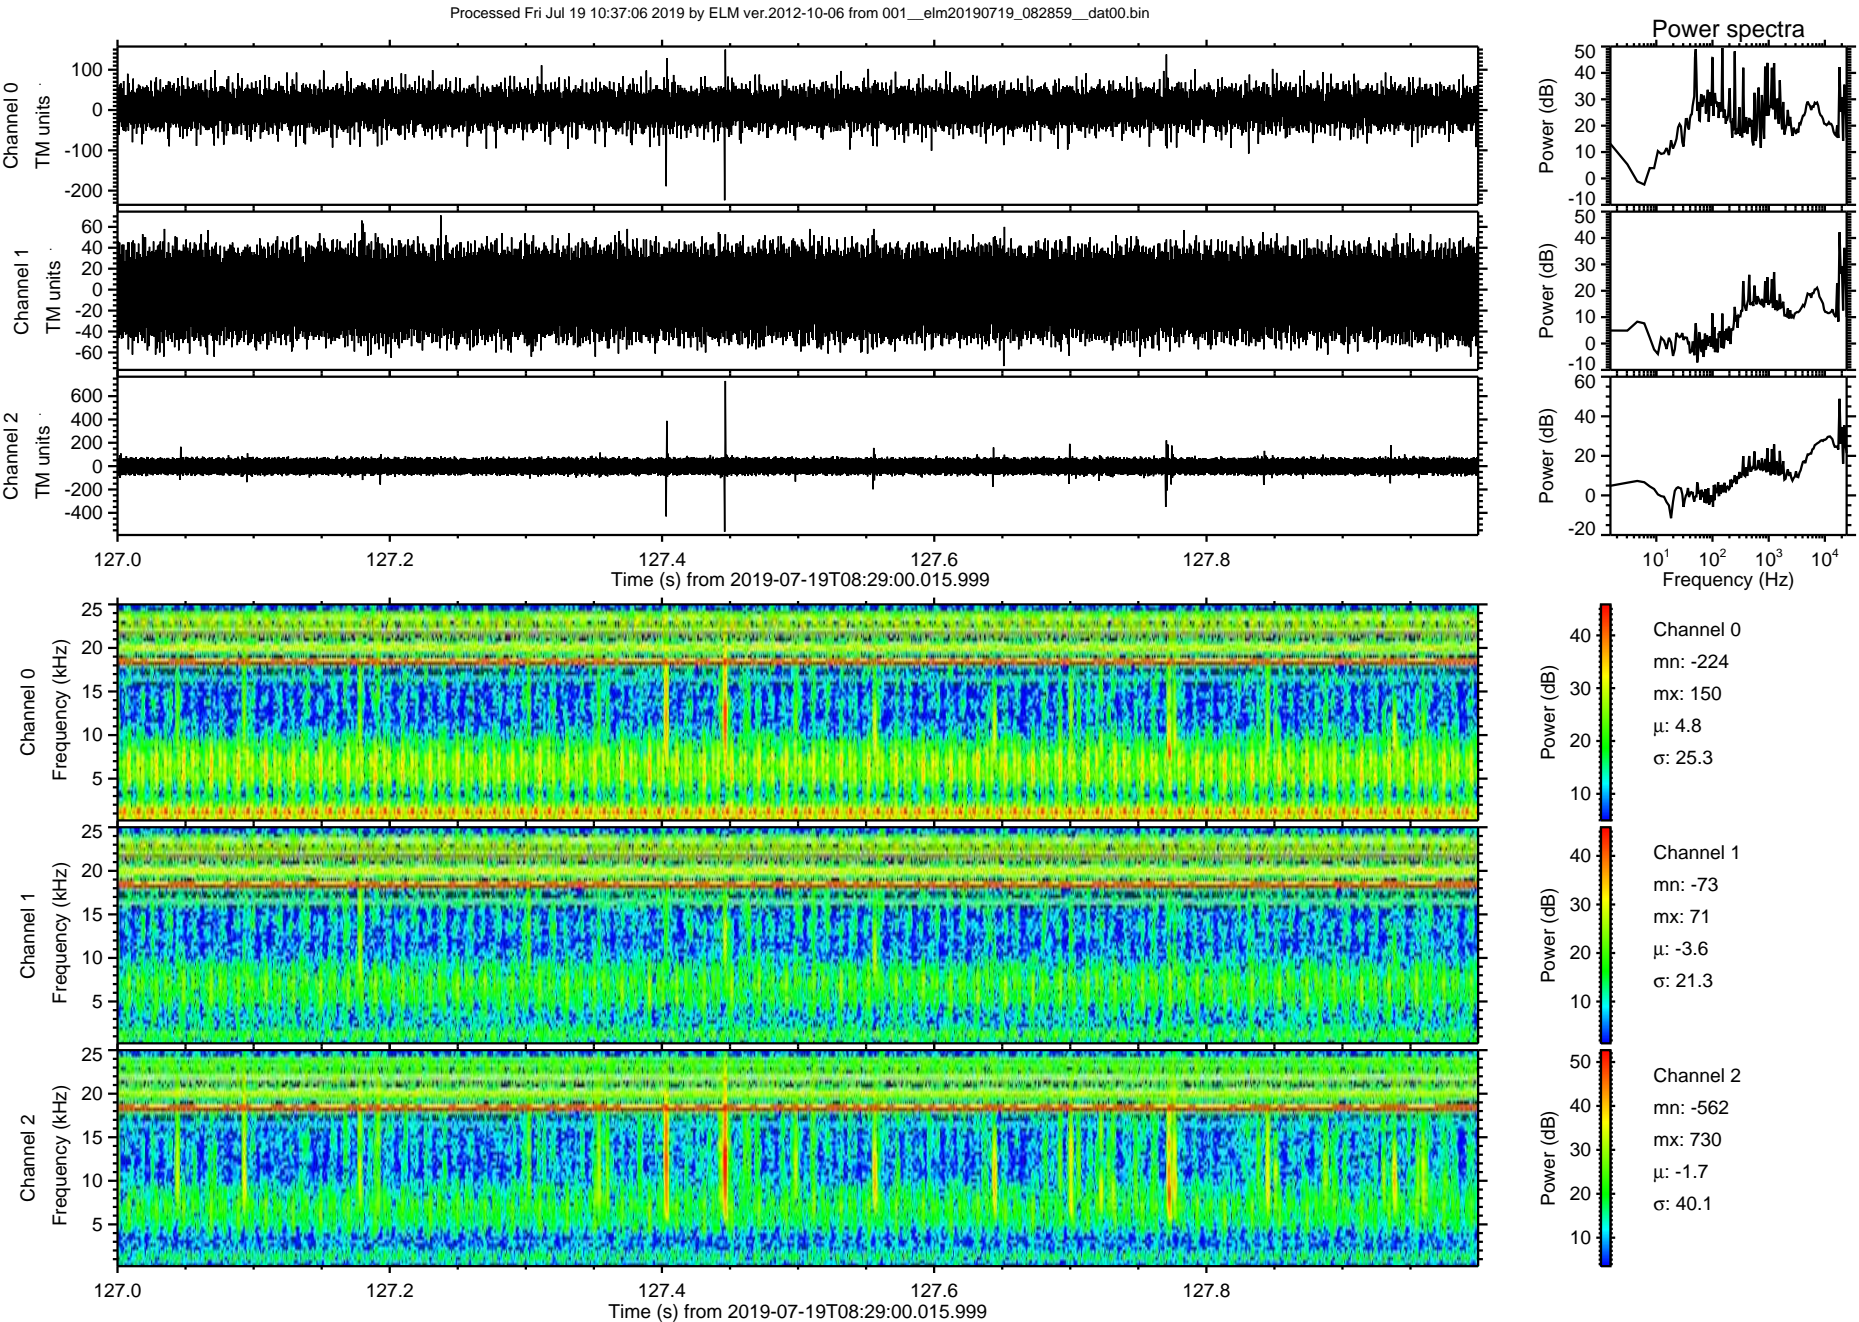 Processed Fri Jul 19 10:37:06 2019 by ELM ver.2012-10-06 from 001__elm20190719_082859__dat00.bin
Power spectra
Channel 0
TM units
100
0
-100
-200
Power (dB)
50
40
30
20
10
0
-10
Channel 1
TM units
60
40
20
0
-20
-40
-60
Power (dB)
50
40
30
20
10
0
-10
Channel 2
TM units
600
400
200
0
-200
-400
Power (dB)
60
40
20
0
-20
127.0 127.2 127.4 127.6 127.8
Time (s) from 2019-07-19T08:29:00.015.999
10¹ 10² 10³ 10⁴
Frequency (Hz)
Channel 0
Frequency (kHz)
25
20
15
10
5
Power (dB)
40
30
20
10
Channel 0
mn: -224
mx: 150
μ: 4.8
σ: 25.3
Channel 1
Frequency (kHz)
25
20
15
10
5
Power (dB)
40
30
20
10
Channel 1
mn: -73
mx: 71
μ: -3.6
σ: 21.3
Channel 2
Frequency (kHz)
25
20
15
10
5
Power (dB)
50
40
30
20
10
Channel 2
mn: -562
mx: 730
μ: -1.7
σ: 40.1
127.0 127.2 127.4 127.6 127.8
Time (s) from 2019-07-19T08:29:00.015.999